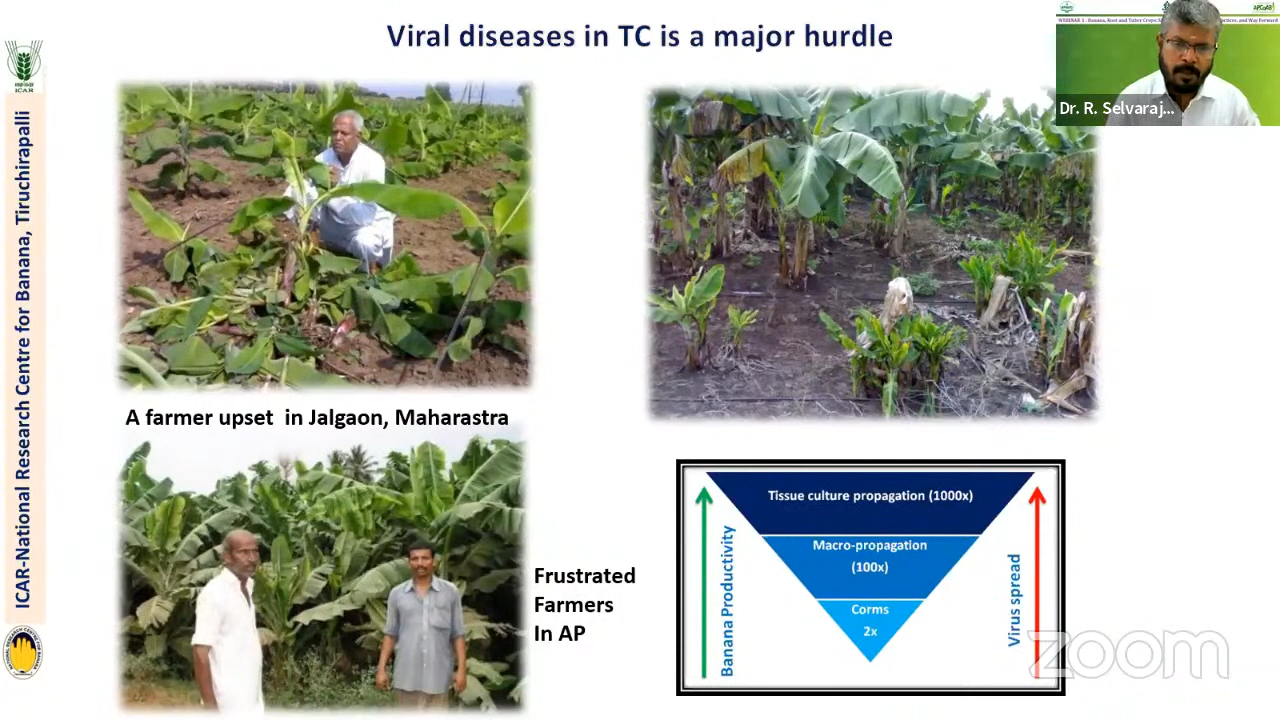 Viral diseases in TC is a major hurdle
ICAR
ICAR-National Research Centre for Banana, Tiruchirapalli
Dr. R. Selvaraj...
A farmer upset  in Jalgaon, Maharastra
Frustrated
Farmers
In AP
Tissue culture propagation (1000x)
Macro-propagation
(100x)
Corms
2x
Banana Productivity
Virus spread
zoom